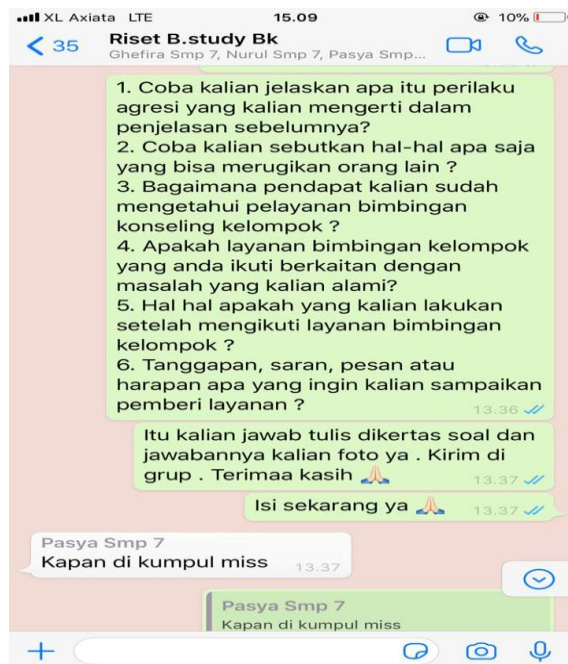 XL Axiata LTE 15.09 10%
35 Riset B.study Bk
Ghefira Smp 7, Nurul Smp 7, Pasya Smp...
1. Coba kalian jelaskan apa itu perilaku
agresi yang kalian mengerti dalam
penjelasan sebelumnya?
2. Coba kalian sebutkan hal-hal apa saja
yang bisa merugikan orang lain ?
3. Bagaimana pendapat kalian sudah
mengetahui pelayanan bimbingan
konseling kelompok ?
4. Apakah layanan bimbingan kelompok
yang anda ikuti berkaitan dengan
masalah yang kalian alami?
5. Hal hal apakah yang kalian lakukan
setelah mengikuti layanan bimbingan
kelompok ?
6. Tanggapan, saran, pesan atau
harapan apa yang ingin kalian sampaikan
pemberi layanan ? 13.36
Itu kalian jawab tulis dikertas soal dan
jawabannya kalian foto ya . Kirim di
grup . Terimaa kasih 🙏🏻 13.37
Isi sekarang ya 🙏🏻 13.37
Pasya Smp 7
Kapan di kumpul miss 13.37
Pasya Smp 7
Kapan di kumpul miss